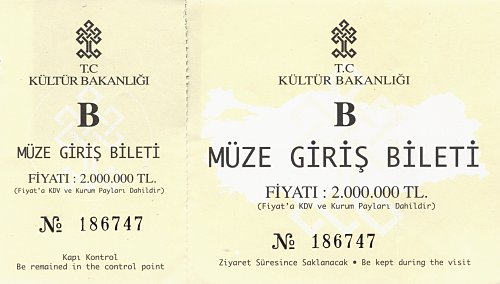 T.C
KÜLTÜR BAKANLIĞI
B
MÜZE GİRİŞ BİLETİ
FİYATI : 2.000.000 TL.
(Fiyat'a KDV ve Kurum Payları Dahildir)
№ 186747
Kapı Kontrol
Be remained in the control point
T.C
KÜLTÜR BAKANLIĞI
B
MÜZE GİRİŞ BİLETİ
FİYATI : 2.000.000 TL.
(Fiyat'a KDV ve Kurum Payları Dahildir)
№ 186747
Ziyaret Süresince Saklanacak • Be kept during the visit